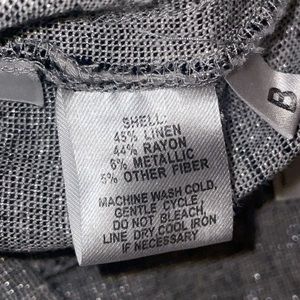 SHELL:
45% LINEN
44% RAYON
6% METALLIC
5% OTHER FIBER
MACHINE WASH COLD,
GENTLE CYCLE,
DO NOT BLEACH,
LINE DRY,COOL IRON
IF NECESSARY
B